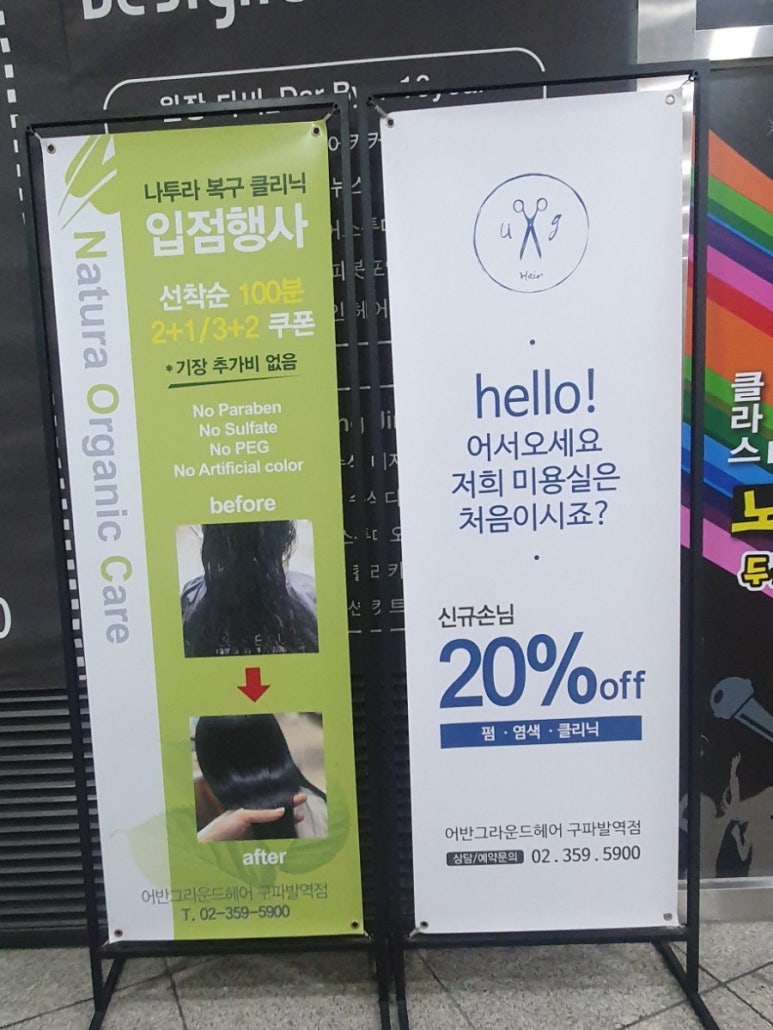 Natura Organic Care
나투라 복구 클리닉
입점행사
선착순 100분
2+1/3+2 쿠폰
*기장 추가비 없음
No Paraben
No Sulfate
No PEG
No Artificial color
before
after
어반그라운드헤어 구파발역점
T. 02-359-5900
u g
Hair
hello!
어서오세요
저희 미용실은
처음이시죠?
신규손님
20%off
펌 · 염색 · 클리닉
어반그라운드헤어 구파발역점
상담/예약문의 02.359.5900
클
라
스